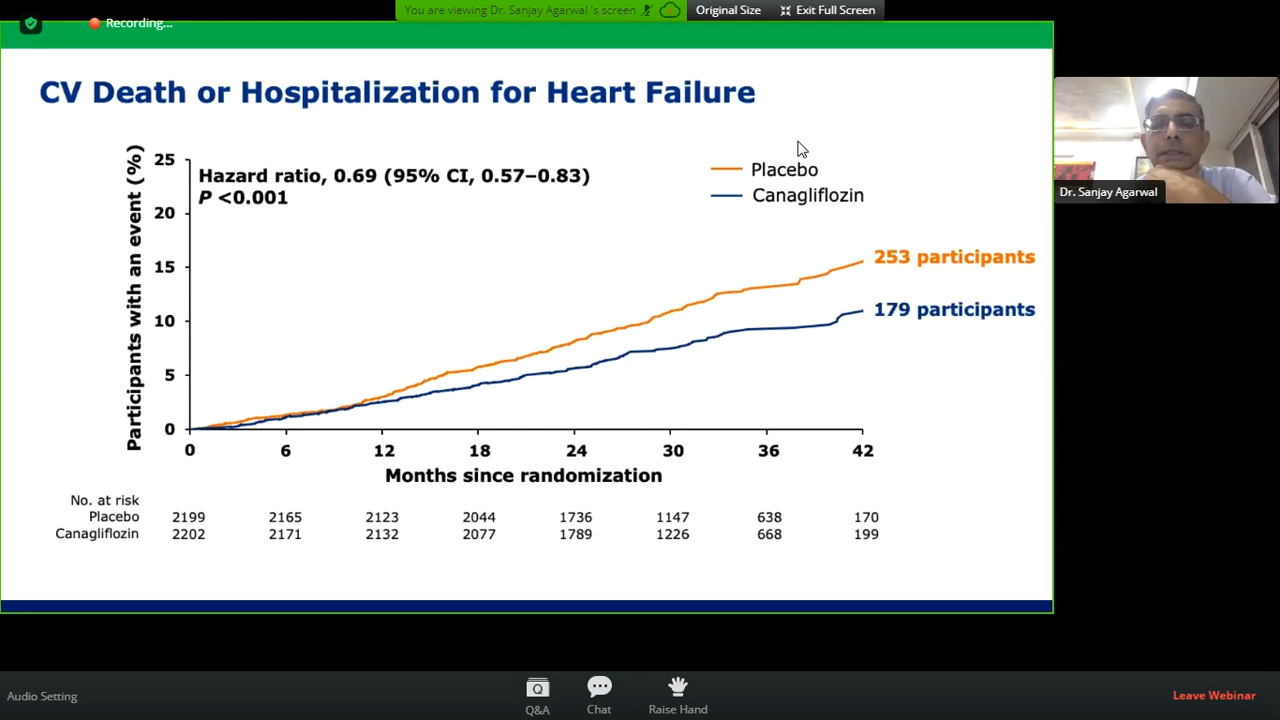 Recording...
You are viewing Dr. Sanjay Agarwal 's screen
Original Size
Exit Full Screen
CV Death or Hospitalization for Heart Failure
Participants with an event (%)
25
20
15
10
5
0
Hazard ratio, 0.69 (95% CI, 0.57–0.83)
P <0.001
Placebo
Canagliflozin
253 participants
179 participants
0 6 12 18 24 30 36 42
Months since randomization
No. at risk
Placebo 2199 2165 2123 2044 1736 1147 638 170
Canagliflozin 2202 2171 2132 2077 1789 1226 668 199
Dr. Sanjay Agarwal
Audio Setting
Q&A
Chat
Raise Hand
Leave Webinar